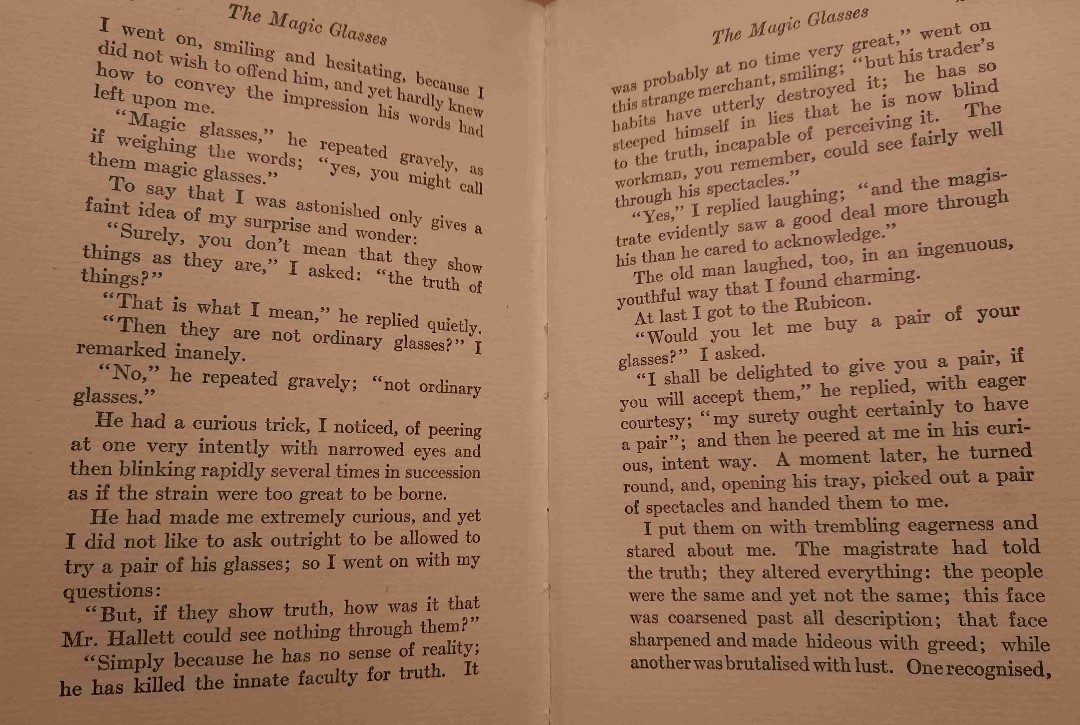 The Magic Glasses
I went on, smiling and hesitating, because I
did not wish to offend him, and yet hardly knew
how to convey the impression his words had
left upon me.
“Magic glasses,” he repeated gravely, as
if weighing the words; “yes, you might call
them magic glasses.”
To say that I was astonished only gives a
faint idea of my surprise and wonder:
“Surely, you don’t mean that they show
things as they are,” I asked: “the truth of
things?”
“That is what I mean,” he replied quietly.
“Then they are not ordinary glasses?” I
remarked inanely.
“No,” he repeated gravely; “not ordinary
glasses.”
He had a curious trick, I noticed, of peering
at one very intently with narrowed eyes and
then blinking rapidly several times in succession
as if the strain were too great to be borne.
He had made me extremely curious, and yet
I did not like to ask outright to be allowed to
try a pair of his glasses; so I went on with my
questions:
“But, if they show truth, how was it that
Mr. Hallett could see nothing through them?”
“Simply because he has no sense of reality;
he has killed the innate faculty for truth. It
The Magic Glasses
was probably at no time very great,” went on
this strange merchant, smiling; “but his trader’s
habits have utterly destroyed it; he has so
steeped himself in lies that he is now blind
to the truth, incapable of perceiving it. The
workman, you remember, could see fairly well
through his spectacles.”
“Yes,” I replied laughing; “and the magis-
trate evidently saw a good deal more through
his than he cared to acknowledge.”
The old man laughed, too, in an ingenuous,
youthful way that I found charming.
At last I got to the Rubicon.
“Would you let me buy a pair of your
glasses?” I asked.
“I shall be delighted to give you a pair, if
you will accept them,” he replied, with eager
courtesy; “my surety ought certainly to have
a pair”; and then he peered at me in his curi-
ous, intent way. A moment later, he turned
round, and, opening his tray, picked out a pair
of spectacles and handed them to me.
I put them on with trembling eagerness and
stared about me. The magistrate had told
the truth; they altered everything: the people
were the same and yet not the same; this face
was coarsened past all description; that face
sharpened and made hideous with greed; while
another was brutalised with lust. One recognised,